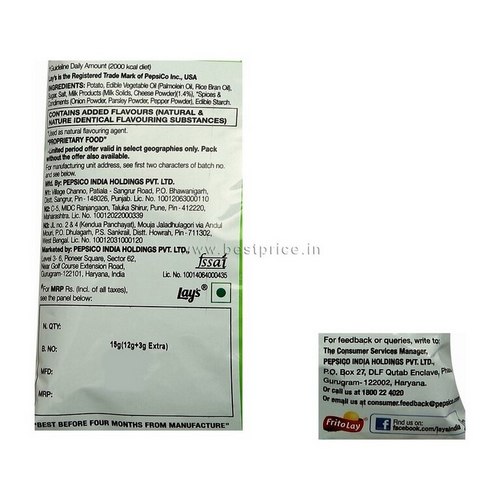 *Guideline Daily Amount (2000 kcal diet)
Lay's is the Registered Trade Mark of PepsiCo Inc., USA
INGREDIENTS: Potato, Edible Vegetable Oil (Palmolein Oil, Rice Bran Oil),
Sugar, Salt, Milk Products (Milk Solids, Cheese Powder)(1.4%), *Spices &
Condiments (Onion Powder, Parsley Powder, Pepper Powder), Edible Starch.
CONTAINS ADDED FLAVOURS (NATURAL &
NATURE IDENTICAL FLAVOURING SUBSTANCES)
*Used as natural flavouring agent.
"PROPRIETARY FOOD"
*Limited period offer valid in select geographies only. Pack
without the offer also available.
For manufacturing unit address, see first two characters of batch no.
and see below.
Mfd. By: PEPSICO INDIA HOLDINGS PVT. LTD.
N1: Village Channo, Patiala - Sangrur Road, P.O. Bhawanigarh,
Distt, Sangrur, Pin - 148026, Punjab. Lic. No. 10012063000110
N2: C-5, MIDC Ranjangaon, Taluka Shirur, Pune, Pin -412220,
Maharashtra. Lic. No. 10012022000339
N3: JL no. 2 & 4 (Kendua Panchayat), Mouja Jaladhulagori via Andul
Mouri, P.O. Dhulagarh, P.S. Sankrail, Distt. Howrah, Pin -711302,
West Bengal. Lic. No. 10012031000120
Marketed by: PEPSICO INDIA HOLDINGS PVT. LTD.
Level 3-5, Pioneer Square, Sector 62,
Near Golf Course Extension Road,
Gurugram-122101, Haryana, India
fssai
Lic. No. 10014064000435
For MRP Rs. (Incl. of all taxes),
see the panel below:
Lay's®
N. QTY:
B. NO:
15g(12g+3g Extra)
MFD:
MRP:
"BEST BEFORE FOUR MONTHS FROM MANUFACTURE"
www.bestprice.in
For feedback or queries, write to:
The Consumer Services Manager,
PEPSICO INDIA HOLDINGS PVT. LTD.,
P.O. Box 27, DLF Qutab Enclave,
Gurugram-122002, Haryana.
Or call us at 1800 22 4020
Or email us at consumer.feedback@pepsico.
Frito Lay
f
Find us on:
facebook.com/laysindia